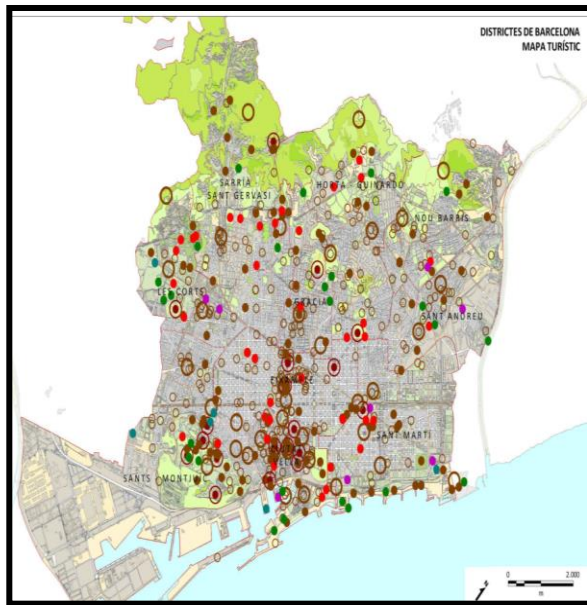 DISTRICTES DE BARCELONA
MAPA TURÍSTIC
SARRIÀ
SANT GERVASI
HORTA - GUINARDÓ
NOU BARRIS
LES CORTS
GRÀCIA
SANT ANDREU
EIXAMPLE
SANT MARTÍ
SANTS - MONTJUÏC
0
2.000
m